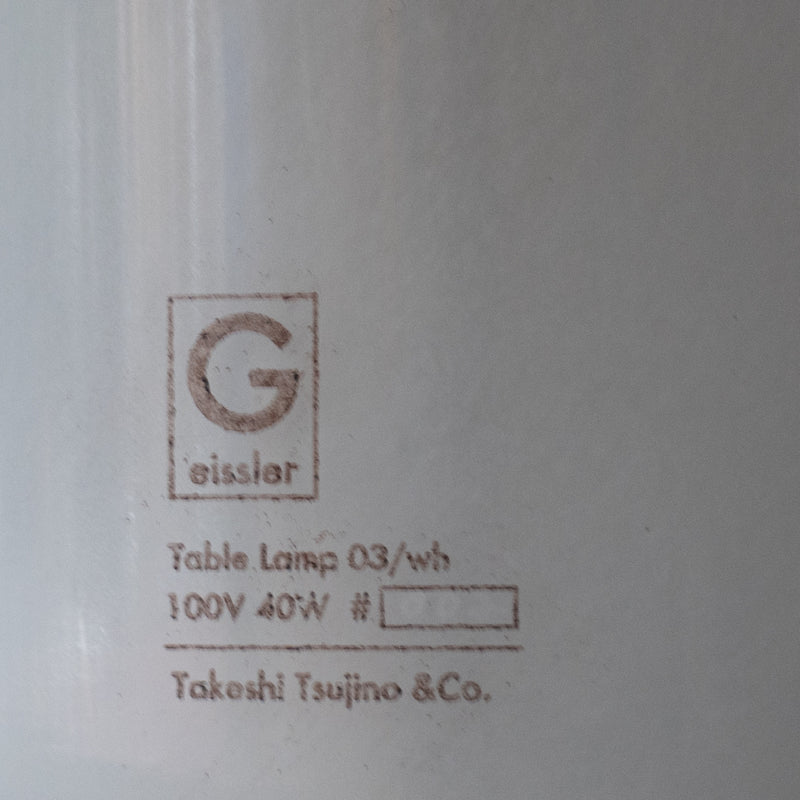 G
eissler
Table Lamp 03/wh
100V 40W #
Takeshi Tsujino &Co.